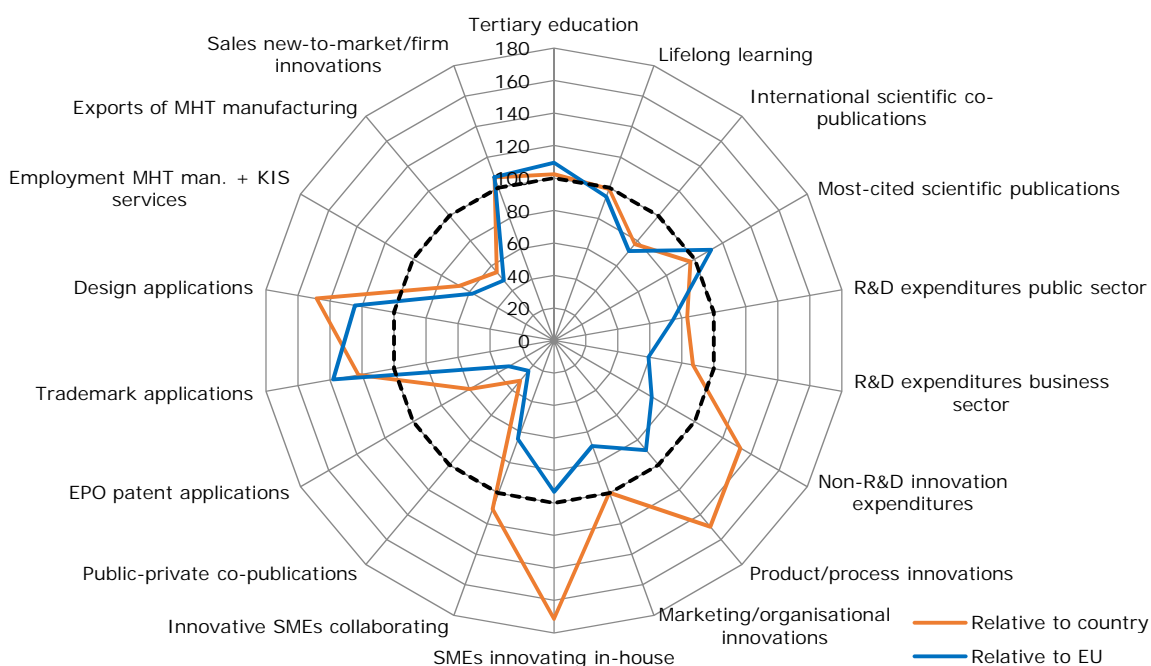 Tertiary education
Sales new-to-market/firm
innovations
Lifelong learning
International scientific co-
publications
Exports of MHT manufacturing
Employment MHT man. + KIS
services
Most-cited scientific publications
Design applications
R&D expenditures public sector
Trademark applications
R&D expenditures business
sector
EPO patent applications
Non-R&D innovation
expenditures
Public-private co-publications
Product/process innovations
Innovative SMEs collaborating
Marketing/organisational
innovations
SMEs innovating in-house
180
160
140
120
100
80
60
40
20
0
Relative to country
Relative to EU